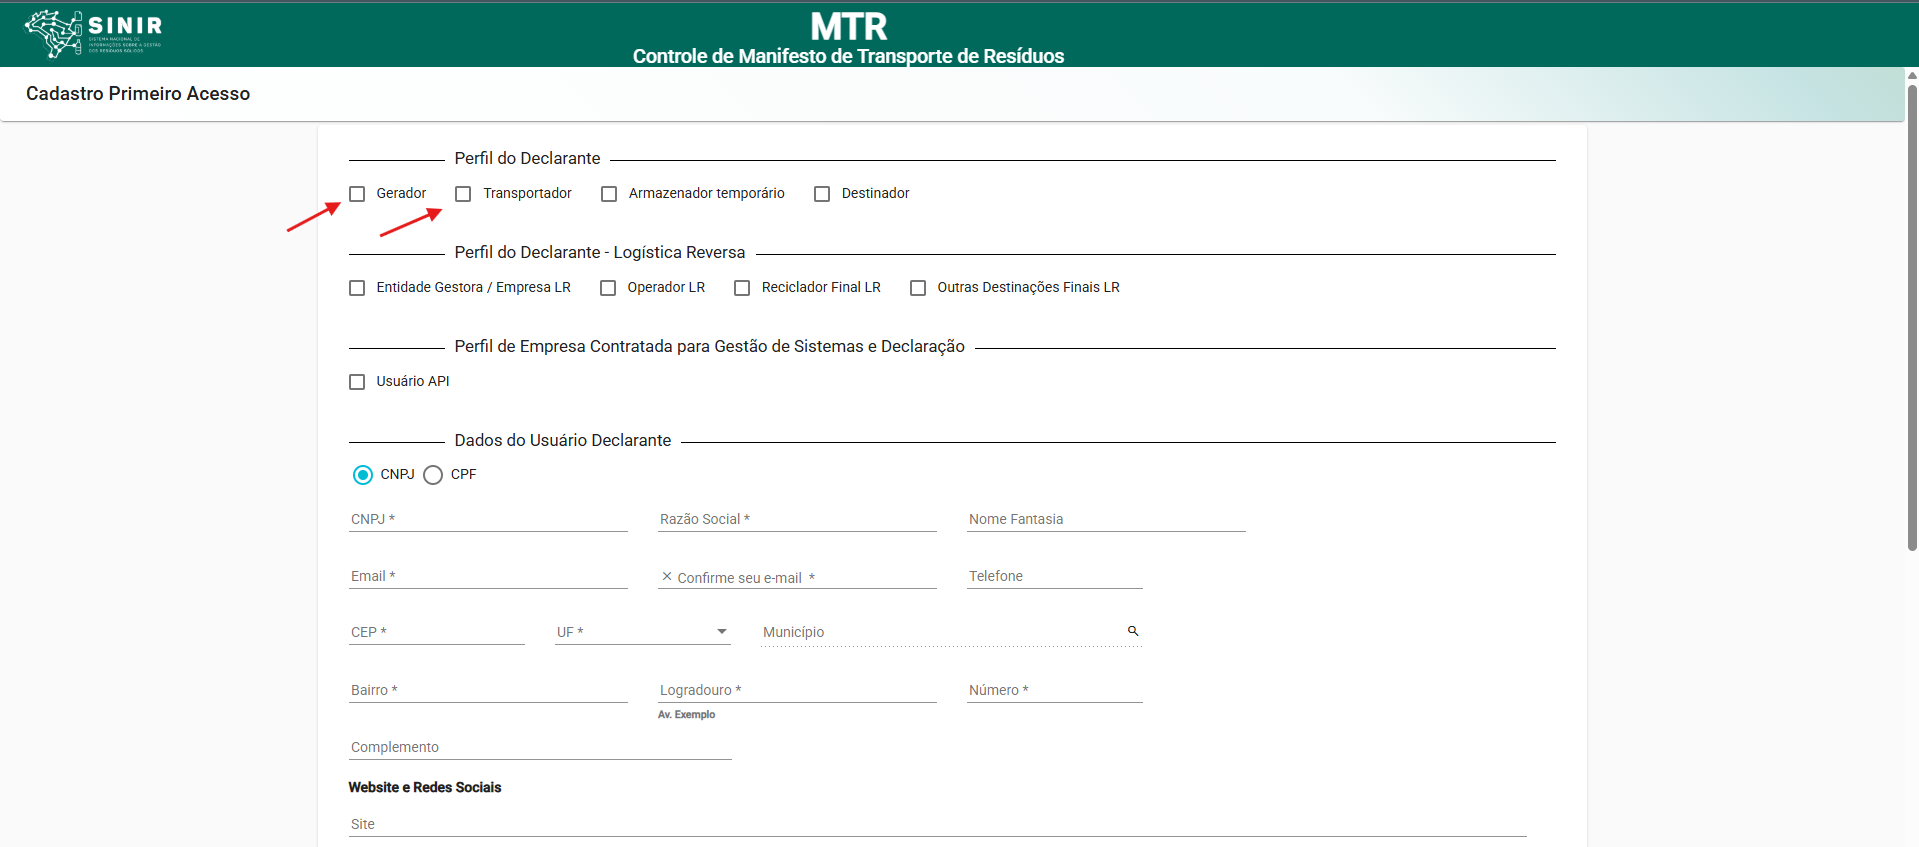 SINIR
SISTEMA NACIONAL DE
INFORMAÇÕES SOBRE A GESTÃO
DOS RESÍDUOS SÓLIDOS
MTR
Controle de Manifesto de Transporte de Resíduos
Cadastro Primeiro Acesso
Perfil do Declarante
Gerador Transportador Armazenador temporário Destinador
Perfil do Declarante - Logística Reversa
Entidade Gestora / Empresa LR Operador LR Reciclador Final LR Outras Destinações Finais LR
Perfil de Empresa Contratada para Gestão de Sistemas e Declaração
Usuário API
Dados do Usuário Declarante
CNPJ CPF
CNPJ * Razão Social * Nome Fantasia
Email * Confirme seu e-mail * Telefone
CEP * UF * Município
Bairro * Logradouro * Número *
Av. Exemplo
Complemento
Website e Redes Sociais
Site